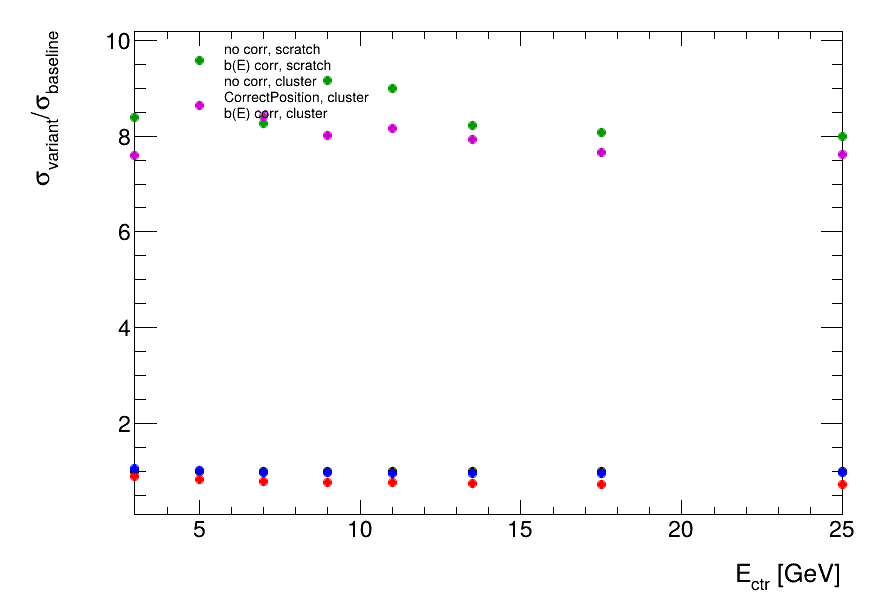 σvariant/σbaseline
10
8
6
4
2
no corr, scratch
b(E) corr, scratch
no corr, cluster
CorrectPosition, cluster
b(E) corr, cluster
5
10
15
20
25
Ectr [GeV]